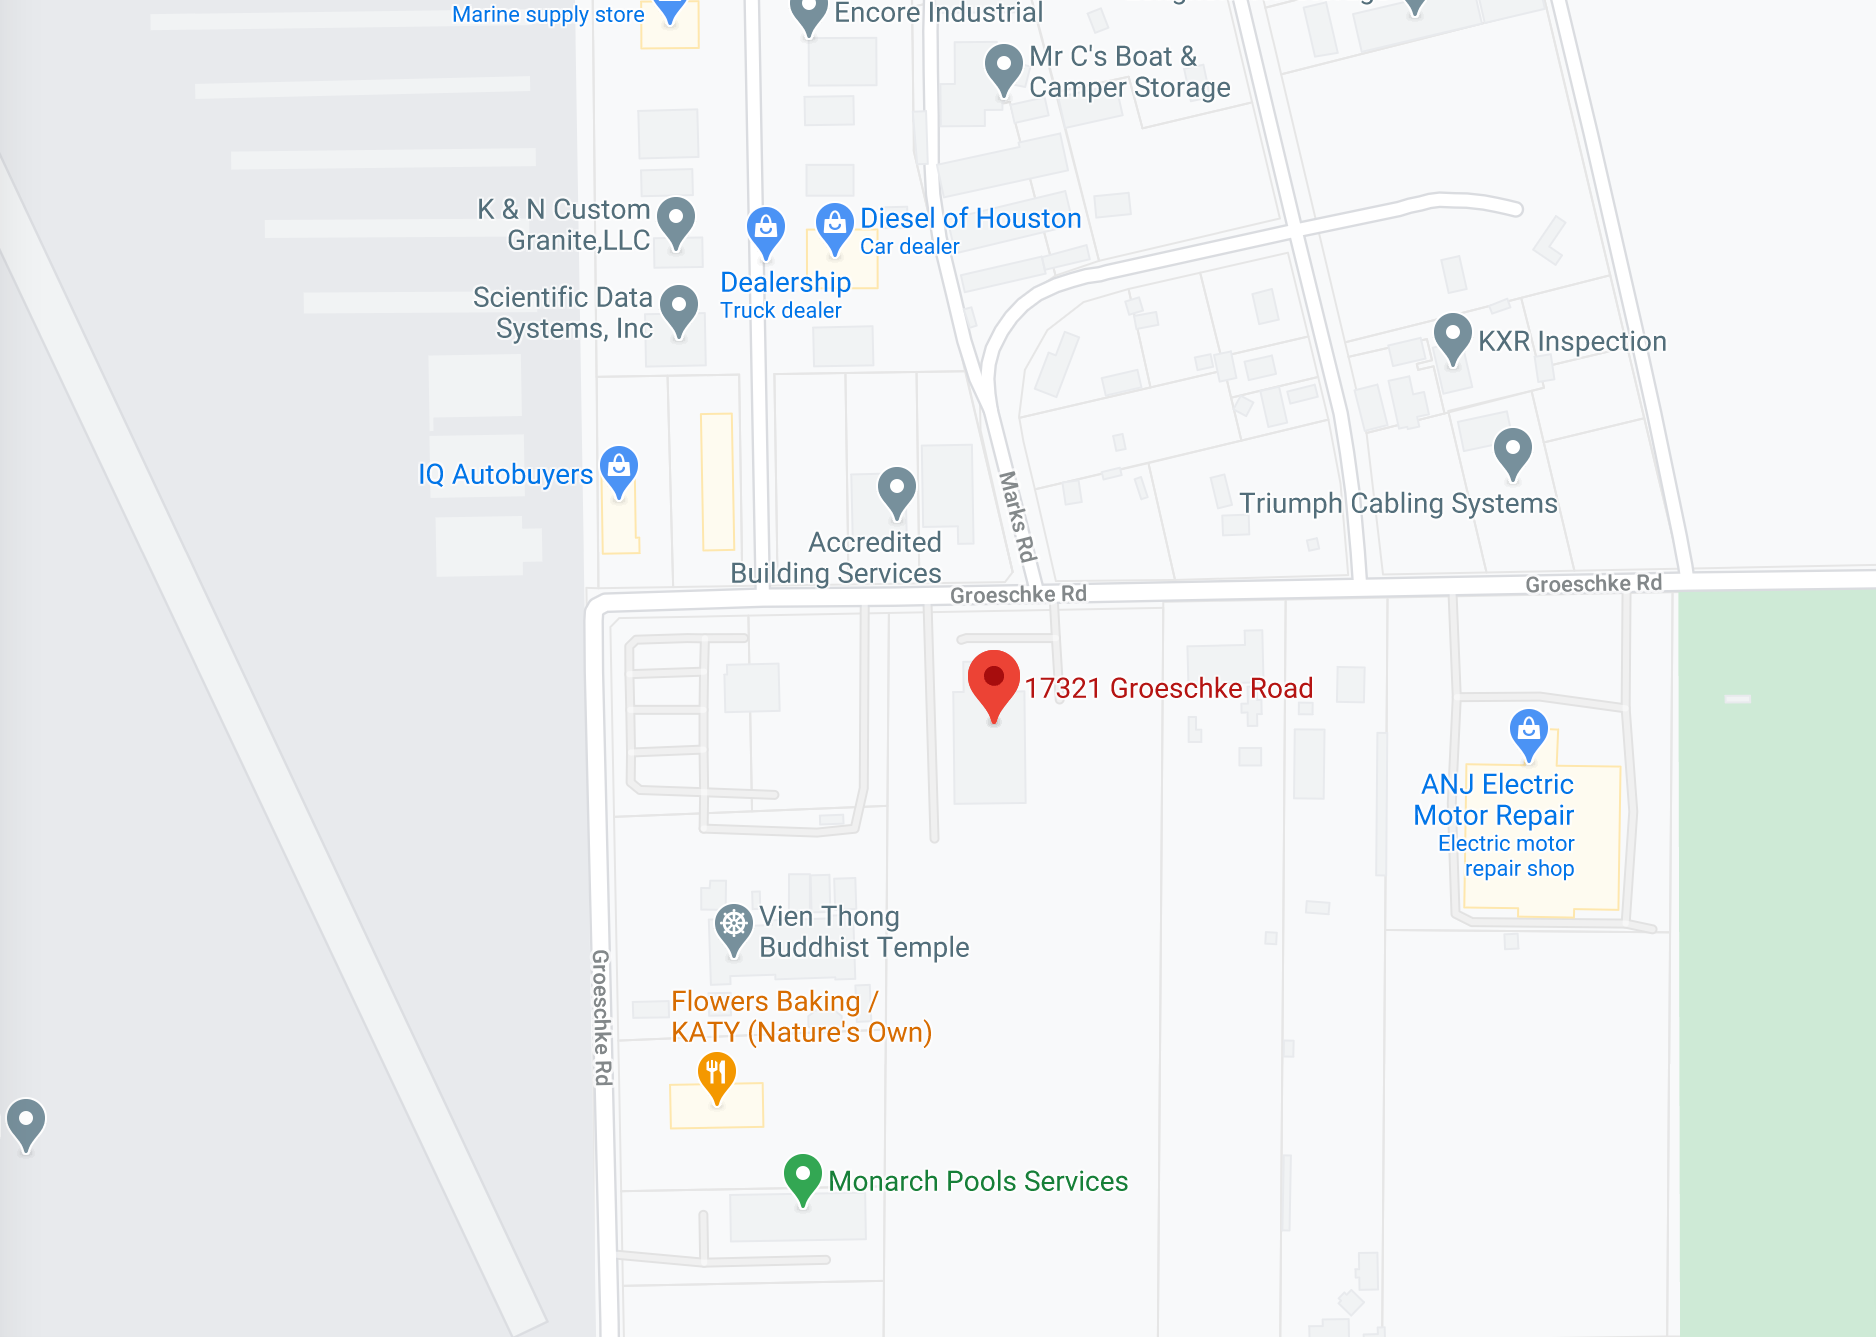 Marine supply store
Encore Industrial
Mr C's Boat &
Camper Storage
K & N Custom
Granite,LLC
Diesel of Houston
Car dealer
Dealership
Truck dealer
Scientific Data
Systems, Inc
KXR Inspection
IQ Autobuyers
Marks Rd
Triumph Cabling Systems
Accredited
Building Services
Groeschke Rd
Groeschke Rd
17321 Groeschke Road
ANJ Electric
Motor Repair
Electric motor
repair shop
Vien Thong
Buddhist Temple
Groeschke Rd
Flowers Baking /
KATY (Nature's Own)
Monarch Pools Services